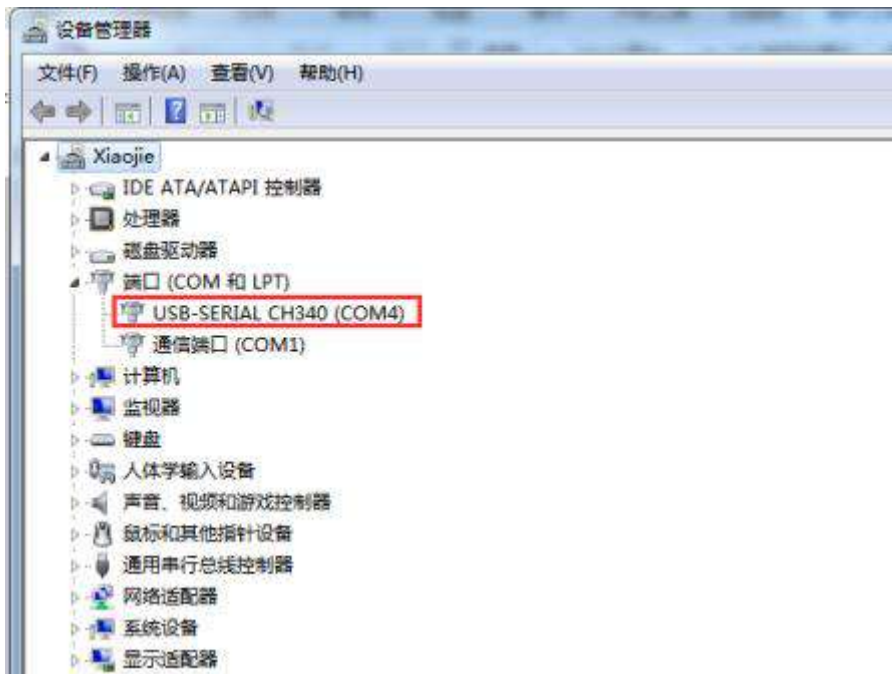 设备管理器
文件(F) 操作(A) 查看(V) 帮助(H)
Xiaojie
IDE ATA/ATAPI 控制器
处理器
磁盘驱动器
端口 (COM 和 LPT)
USB-SERIAL CH340 (COM4)
通信端口 (COM1)
计算机
监视器
键盘
人体学输入设备
声音、视频和游戏控制器
鼠标和其他指针设备
通用串行总线控制器
网络适配器
系统设备
显示适配器